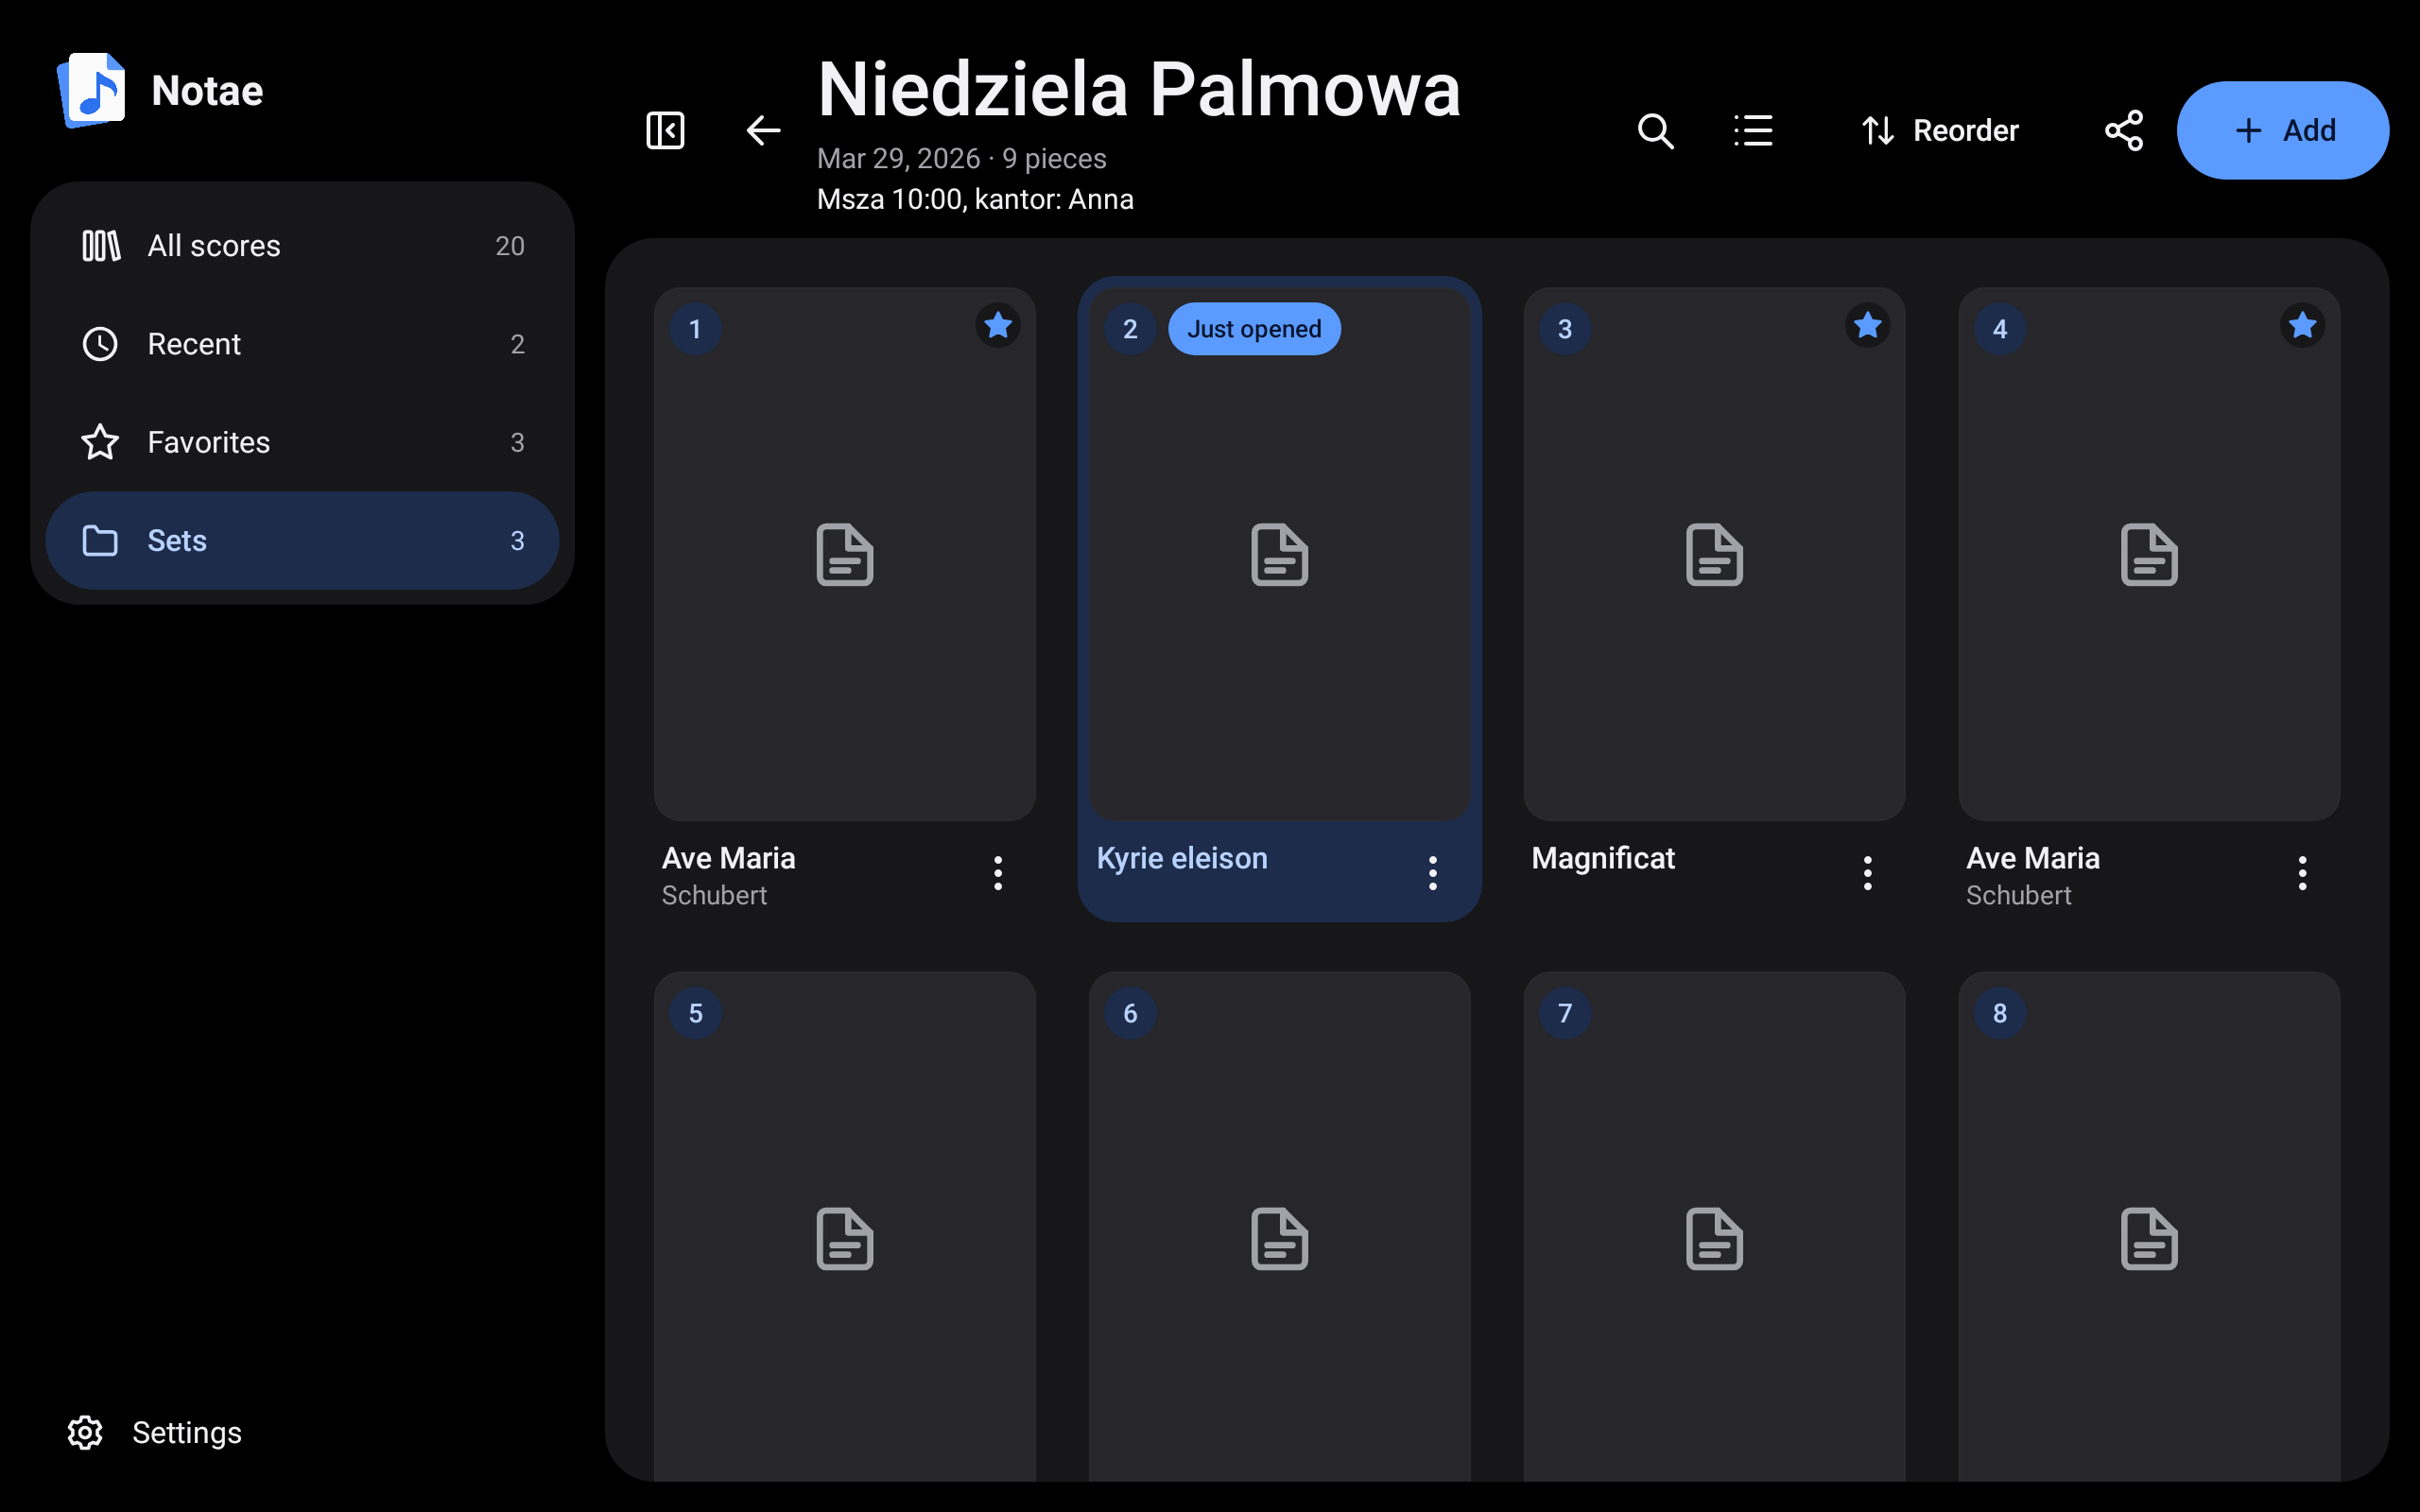 Notae
All scores 20
Recent 2
Favorites 3
Sets 3
Settings
Niedziela Palmowa
Mar 29, 2026 · 9 pieces
Msza 10:00, kantor: Anna
Reorder
Add
1
2 Just opened
3
4
Ave Maria
Schubert
Kyrie eleison
Magnificat
Ave Maria
Schubert
5
6
7
8